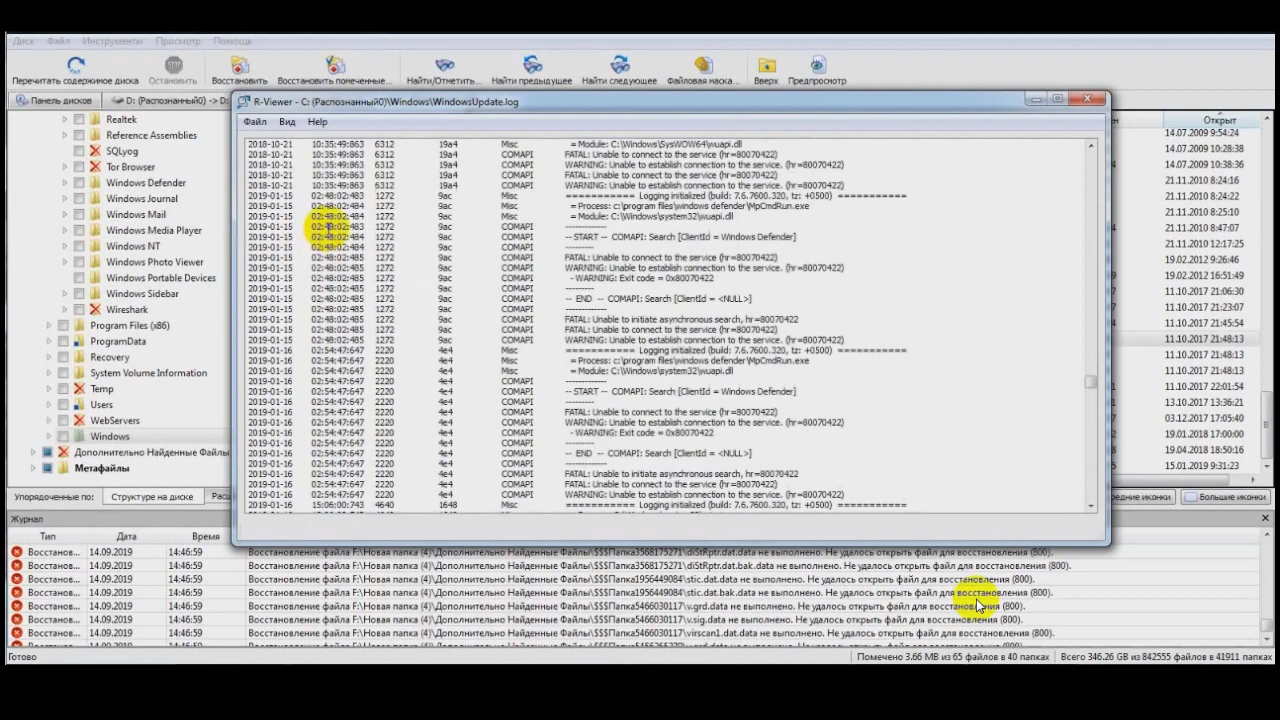 Диск Файл Инструменты Просмотр Помощь
Перечитать содержимое диска Остановить Восстановить Восстановить помеченные... Найти/Отметить... Найти предыдущее Найти следующее Файловая маска... Вверх Предпросмотр
Панель дисков D: (Распознанный0) -> D:
R-Viewer - C: (Распознанный0)\Windows\WindowsUpdate.log
Файл Вид Help
Realtek
Reference Assemblies
SQLyog
Tor Browser
Windows Defender
Windows Journal
Windows Mail
Windows Media Player
Windows NT
Windows Photo Viewer
Windows Portable Devices
Windows Sidebar
Wireshark
Program Files (x86)
ProgramData
Recovery
System Volume Information
Temp
Users
WebServers
Windows
Дополнительно Найденные Файлы
Метафайлы
2018-10-21 10:35:49:863 6312 19a4 Misc = Module: C:\Windows\SysWOW64\wuapi.dll
2018-10-21 10:35:49:863 6312 19a4 COMAPI FATAL: Unable to connect to the service (hr=80070422)
2018-10-21 10:35:49:863 6312 19a4 COMAPI WARNING: Unable to establish connection to the service. (hr=80070422)
2018-10-21 10:35:49:863 6312 19a4 COMAPI FATAL: Unable to connect to the service (hr=80070422)
2018-10-21 10:35:49:863 6312 19a4 COMAPI WARNING: Unable to establish connection to the service. (hr=80070422)
2019-01-15 02:48:02:483 1272 9ac Misc =========== Logging initialized (build: 7.6.7600.320, tz: +0500) ===========
2019-01-15 02:48:02:484 1272 9ac Misc = Process: c:\program files\windows defender\MpCmdRun.exe
2019-01-15 02:48:02:484 1272 9ac Misc = Module: C:\Windows\system32\wuapi.dll
2019-01-15 02:48:02:483 1272 9ac COMAPI -------------
2019-01-15 02:48:02:484 1272 9ac COMAPI -- START -- COMAPI: Search [ClientId = Windows Defender]
2019-01-15 02:48:02:484 1272 9ac COMAPI ---------
2019-01-15 02:48:02:485 1272 9ac COMAPI FATAL: Unable to connect to the service (hr=80070422)
2019-01-15 02:48:02:485 1272 9ac COMAPI WARNING: Unable to establish connection to the service. (hr=80070422)
2019-01-15 02:48:02:485 1272 9ac COMAPI - WARNING: Exit code = 0x80070422
2019-01-15 02:48:02:485 1272 9ac COMAPI ---------
2019-01-15 02:48:02:485 1272 9ac COMAPI -- END -- COMAPI: Search [ClientId = <NULL>]
2019-01-15 02:48:02:485 1272 9ac COMAPI -------------
2019-01-15 02:48:02:485 1272 9ac COMAPI FATAL: Unable to initiate asynchronous search, hr=80070422
2019-01-15 02:48:02:485 1272 9ac COMAPI FATAL: Unable to connect to the service (hr=80070422)
2019-01-15 02:48:02:485 1272 9ac COMAPI WARNING: Unable to establish connection to the service. (hr=80070422)
2019-01-16 02:54:47:647 2220 4e4 Misc =========== Logging initialized (build: 7.6.7600.320, tz: +0500) ===========
2019-01-16 02:54:47:647 2220 4e4 Misc = Process: c:\program files\windows defender\MpCmdRun.exe
2019-01-16 02:54:47:647 2220 4e4 Misc = Module: C:\Windows\system32\wuapi.dll
2019-01-16 02:54:47:647 2220 4e4 COMAPI -------------
2019-01-16 02:54:47:647 2220 4e4 COMAPI -- START -- COMAPI: Search [ClientId = Windows Defender]
2019-01-16 02:54:47:647 2220 4e4 COMAPI ---------
2019-01-16 02:54:47:647 2220 4e4 COMAPI FATAL: Unable to connect to the service (hr=80070422)
2019-01-16 02:54:47:647 2220 4e4 COMAPI WARNING: Unable to establish connection to the service. (hr=80070422)
2019-01-16 02:54:47:647 2220 4e4 COMAPI - WARNING: Exit code = 0x80070422
2019-01-16 02:54:47:647 2220 4e4 COMAPI ---------
2019-01-16 02:54:47:647 2220 4e4 COMAPI -- END -- COMAPI: Search [ClientId = <NULL>]
2019-01-16 02:54:47:647 2220 4e4 COMAPI -------------
2019-01-16 02:54:47:647 2220 4e4 COMAPI FATAL: Unable to initiate asynchronous search, hr=80070422
2019-01-16 02:54:47:647 2220 4e4 COMAPI FATAL: Unable to connect to the service (hr=80070422)
2019-01-16 02:54:47:647 2220 4e4 COMAPI WARNING: Unable to establish connection to the service. (hr=80070422)
2019-01-16 15:06:00:743 4640 1648 Misc =========== Logging initialized (build: 7.6.7600.320, tz: +0500) ===========
Открыт
14.07.2009 9:54:24
14.07.2009 10:28:38
14.07.2009 10:38:36
21.11.2010 8:24:16
21.11.2010 8:24:16
21.11.2010 8:25:10
21.11.2010 12:17:28
19.02.2012 9:26:46
19.02.2012 16:51:49
11.10.2017 21:06:30
11.10.2017 21:23:07
11.10.2017 21:45:54
11.10.2017 21:48:13
11.10.2017 21:48:13
11.10.2017 21:48:13
11.10.2017 22:01:54
13.10.2017 13:36:21
03.12.2017 17:05:40
19.01.2018 17:00:00
19.04.2018 18:50:16
15.01.2019 9:31:23
Упорядоченные по: Структуре на диске едние иконки Большие иконки
Журнал
Тип Дата Время
Восстанов... 14.09.2019 14:46:59 Восстановление файла F:\Новая папка (4)\Дополнительно Найденные Файлы\$$$Папка3568175271\diStRptr.dat.data не выполнено. Не удалось открыть файл для восстановления (800).
Восстанов... 14.09.2019 14:46:59 Восстановление файла F:\Новая папка (4)\Дополнительно Найденные Файлы\$$$Папка3568175271\diStRptr.dat.bak.data не выполнено. Не удалось открыть файл для восстановления (800).
Восстанов... 14.09.2019 14:46:59 Восстановление файла F:\Новая папка (4)\Дополнительно Найденные Файлы\$$$Папка1956449084\stic.dat.data не выполнено. Не удалось открыть файл для восстановления (800).
Восстанов... 14.09.2019 14:46:59 Восстановление файла F:\Новая папка (4)\Дополнительно Найденные Файлы\$$$Папка1956449084\stic.dat.bak.data не выполнено. Не удалось открыть файл для восстановления (800).
Восстанов... 14.09.2019 14:46:59 Восстановление файла F:\Новая папка (4)\Дополнительно Найденные Файлы\$$$Папка5466030117\v.grd.data не выполнено. Не удалось открыть файл для восстановления (800).
Восстанов... 14.09.2019 14:46:59 Восстановление файла F:\Новая папка (4)\Дополнительно Найденные Файлы\$$$Папка5466030117\v.sig.data не выполнено. Не удалось открыть файл для восстановления (800).
Восстанов... 14.09.2019 14:46:59 Восстановление файла F:\Новая папка (4)\Дополнительно Найденные Файлы\$$$Папка5466030117\virscan1.dat.data не выполнено. Не удалось открыть файл для восстановления (800).
Готово Помечено 3.66 MB из 65 файлов в 40 папках Всего 346.26 GB из 842555 файлов в 41911 папках